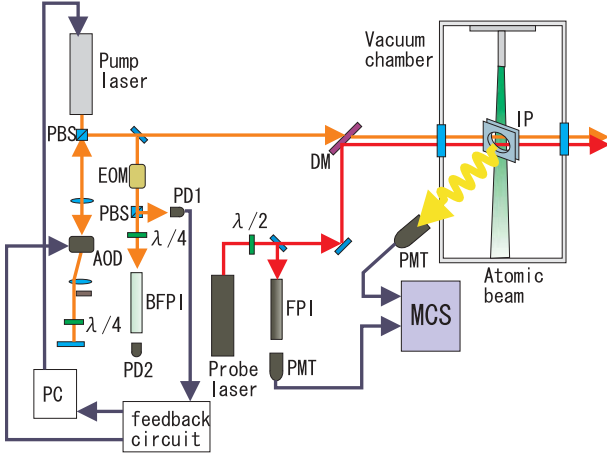 Pump
laser
Vacuum
chamber
PBS
IP
EOM
DM
PD1
PBS
λ/4
λ/2
AOD
PMT
Atomic
beam
BFPI
FPI
MCS
λ/4
PD2
Probe
laser
PMT
PC
feedback
circuit